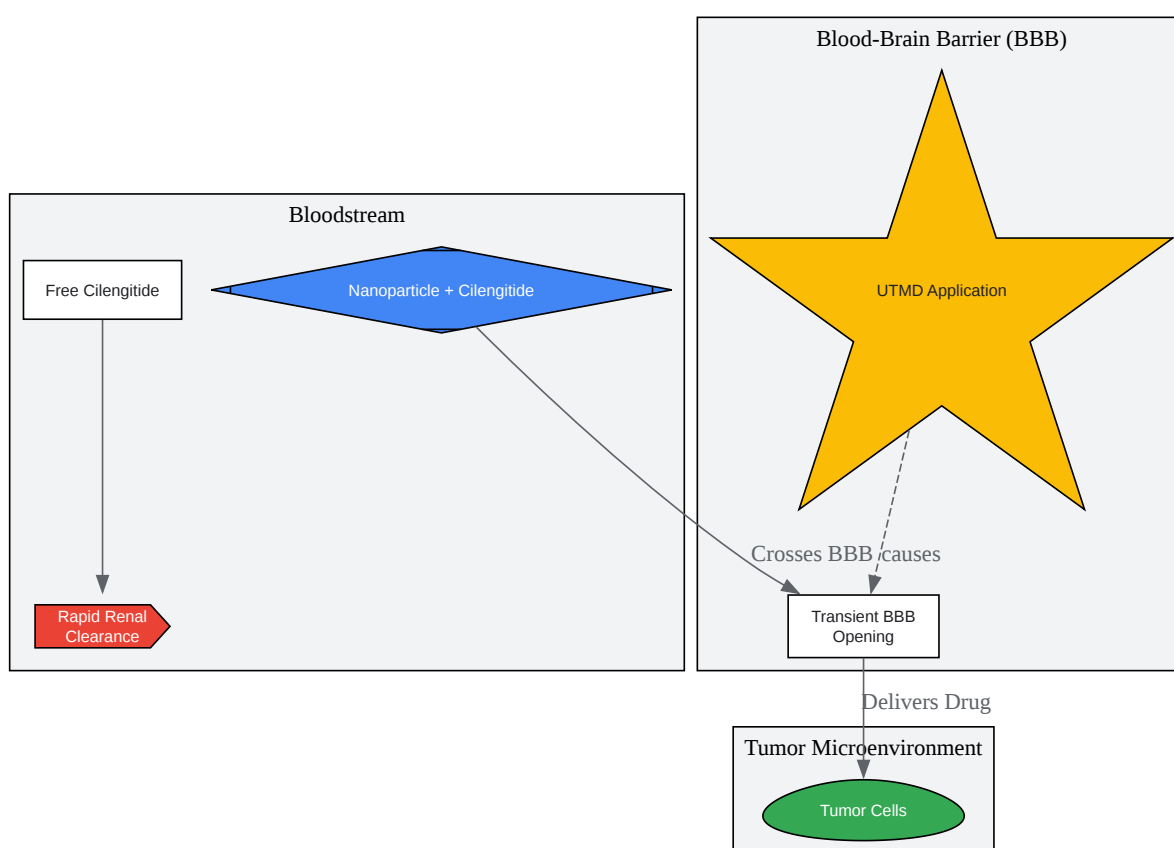 Blood-Brain Barrier (BBB)
Bloodstream
Free Cilengitide
Nanoparticle + Cilengitide
UTMD Application
Crosses BBB
causes
Rapid Renal
Clearance
Transient BBB
Opening
Delivers Drug
Tumor Microenvironment
Tumor Cells